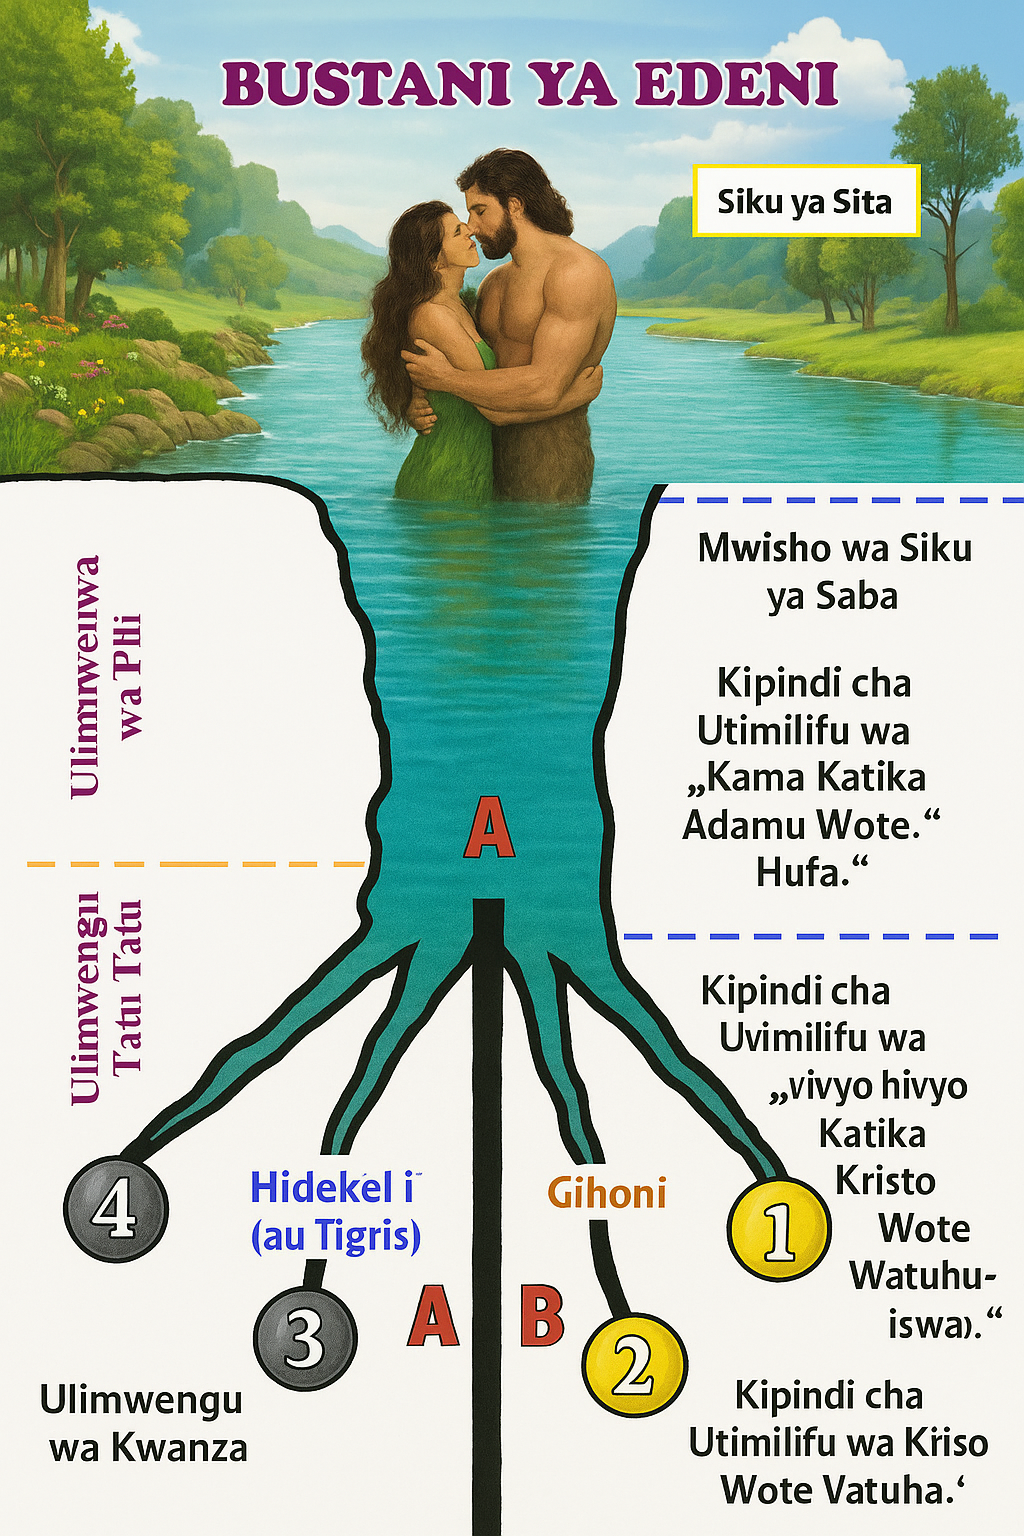 BUSTANI YA EDENI
Siku ya Sita
Mwisho wa Siku
ya Saba
Kipindi cha
Utimilifu wa
„Kama Katika
Adamu Wote.“
Hufa.“
wa
A
Ulimwengu
Tatu Tatu
Kipindi cha
Uvimilifu wa
„vivyo hivyo
Katika
Kristo
Wote
Watuhu-
iswa).“
4
Hidekel i
(au Tigris)
Gihoni
1
3
A
B
2
Ulimwengu
wa Kwanza
Kipindi cha
Utimilifu wa Kriso
Wote Vatuha.‘